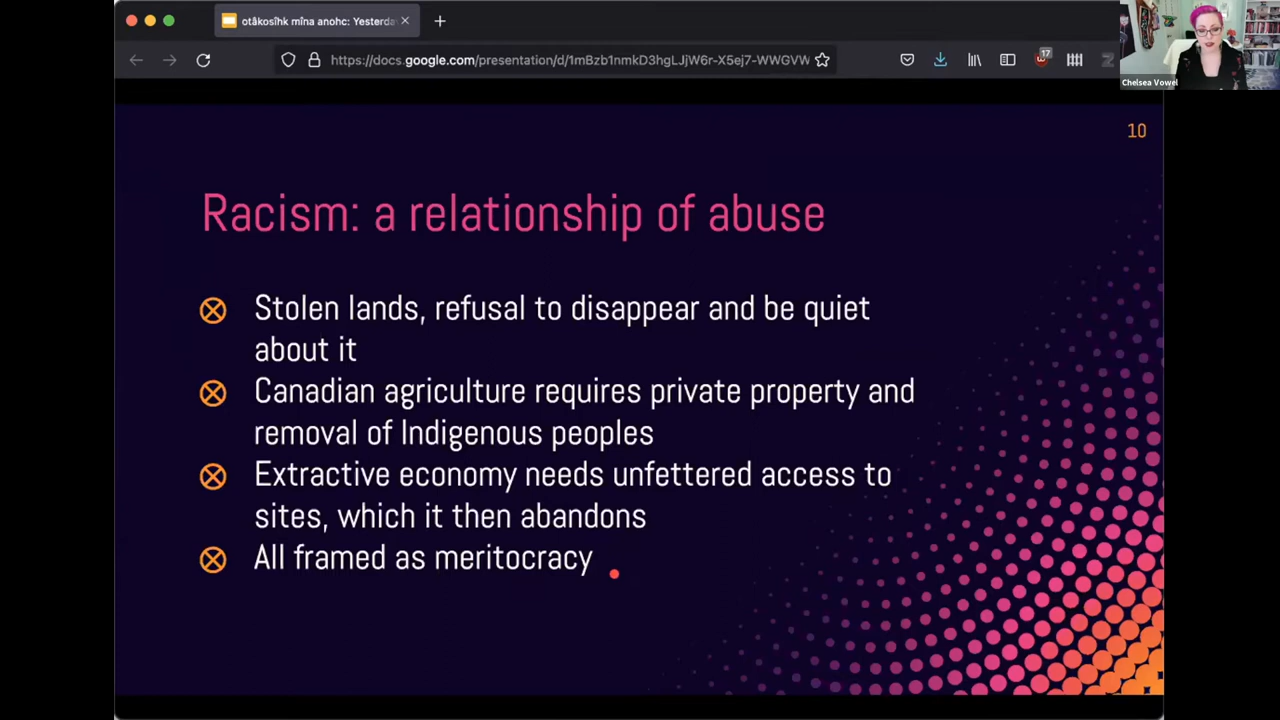 otâkosîhk mîna anohc: Yesterda
https://docs.google.com/presentation/d/1mBzb1nmkD3hgLJjW6r-X5ej7-WWGVW
17
Chelsea Vowel
10
Racism: a relationship of abuse
Stolen lands, refusal to disappear and be quiet
about it
Canadian agriculture requires private property and
removal of Indigenous peoples
Extractive economy needs unfettered access to
sites, which it then abandons
All framed as meritocracy